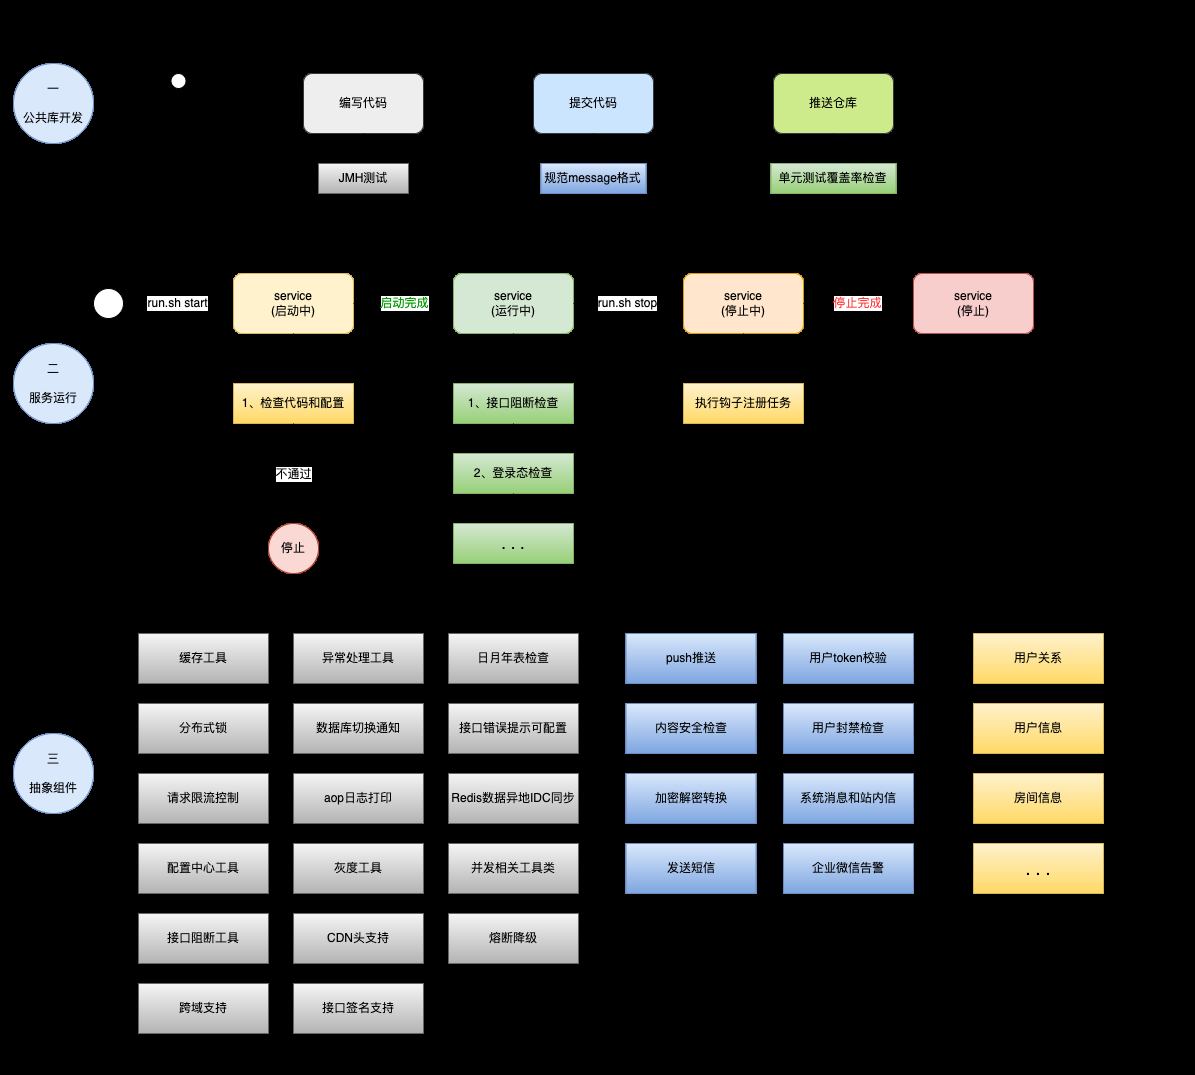 一
公共库开发
编写代码
提交代码
推送仓库
JMH测试
规范message格式
单元测试覆盖率检查
run.sh start
service
(启动中)
启动完成
service
(运行中)
run.sh stop
service
(停止中)
停止完成
service
(停止)
二
服务运行
1、检查代码和配置
1、接口阻断检查
执行钩子注册任务
不通过
2、登录态检查
停止
. . .
缓存工具
异常处理工具
日月年表检查
push推送
用户token校验
用户关系
分布式锁
数据库切换通知
接口错误提示可配置
内容安全检查
用户封禁检查
用户信息
三
抽象组件
请求限流控制
aop日志打印
Redis数据异地IDC同步
加密解密转换
系统消息和站内信
房间信息
配置中心工具
灰度工具
并发相关工具类
发送短信
企业微信告警
. . .
接口阻断工具
CDN头支持
熔断降级
跨域支持
接口签名支持